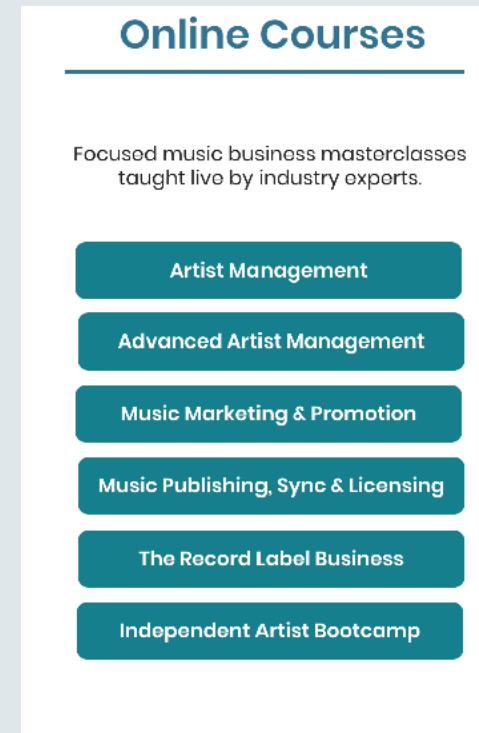 Online Courses
Focused music business masterclasses
taught live by industry experts.
Artist Management
Advanced Artist Management
Music Marketing & Promotion
Music Publishing, Sync & Licensing
The Record Label Business
Independent Artist Bootcamp